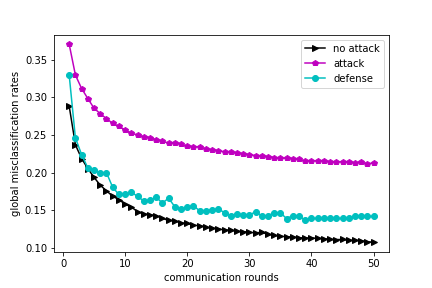 no attack
attack
defense
global misclassification rates
0.35
0.30
0.25
0.20
0.15
0.10
0 10 20 30 40 50
communication rounds